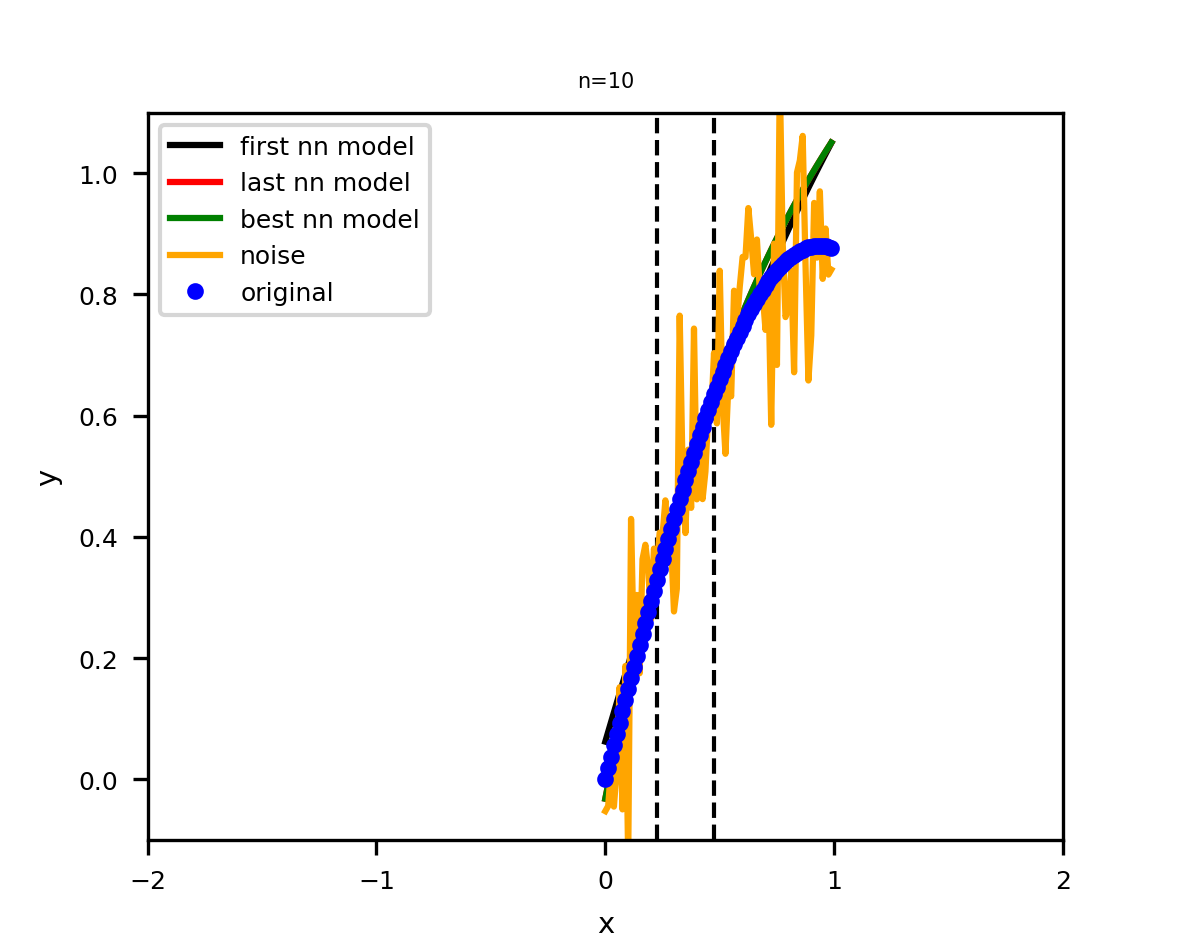 n=10
first nn model
last nn model
best nn model
noise
original
1.0
0.8
0.6
0.4
0.2
0.0
y
−2
−1
0
1
2
x